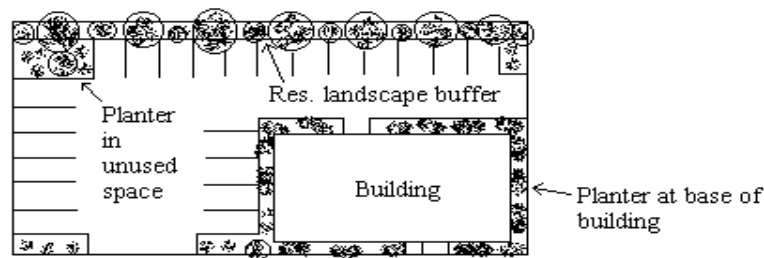 Res. landscape buffer
Planter
in
unused
space
Building
Planter at base of
building